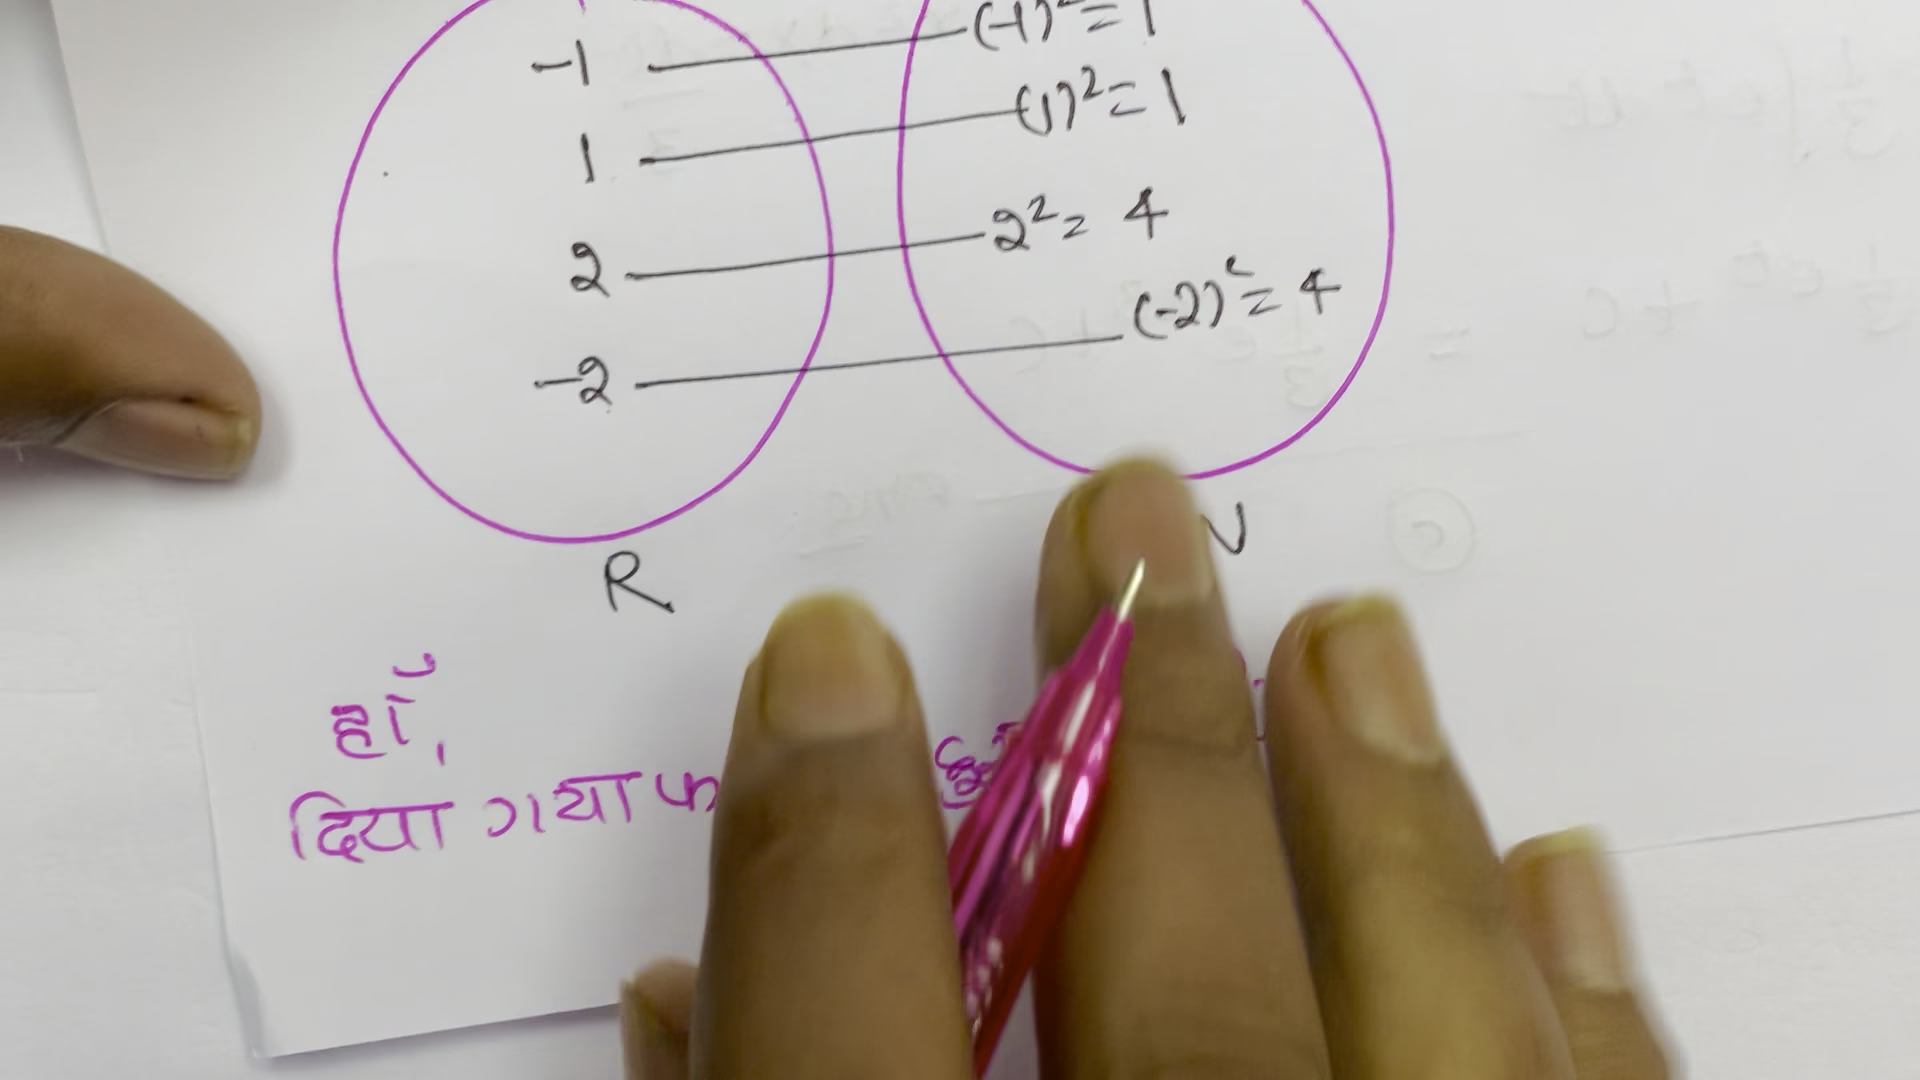 -1 (-1)² = 1
1 (1)² = 1
2 2² = 4
-2 (-2)² = 4
R
हाँ,
दिया गया